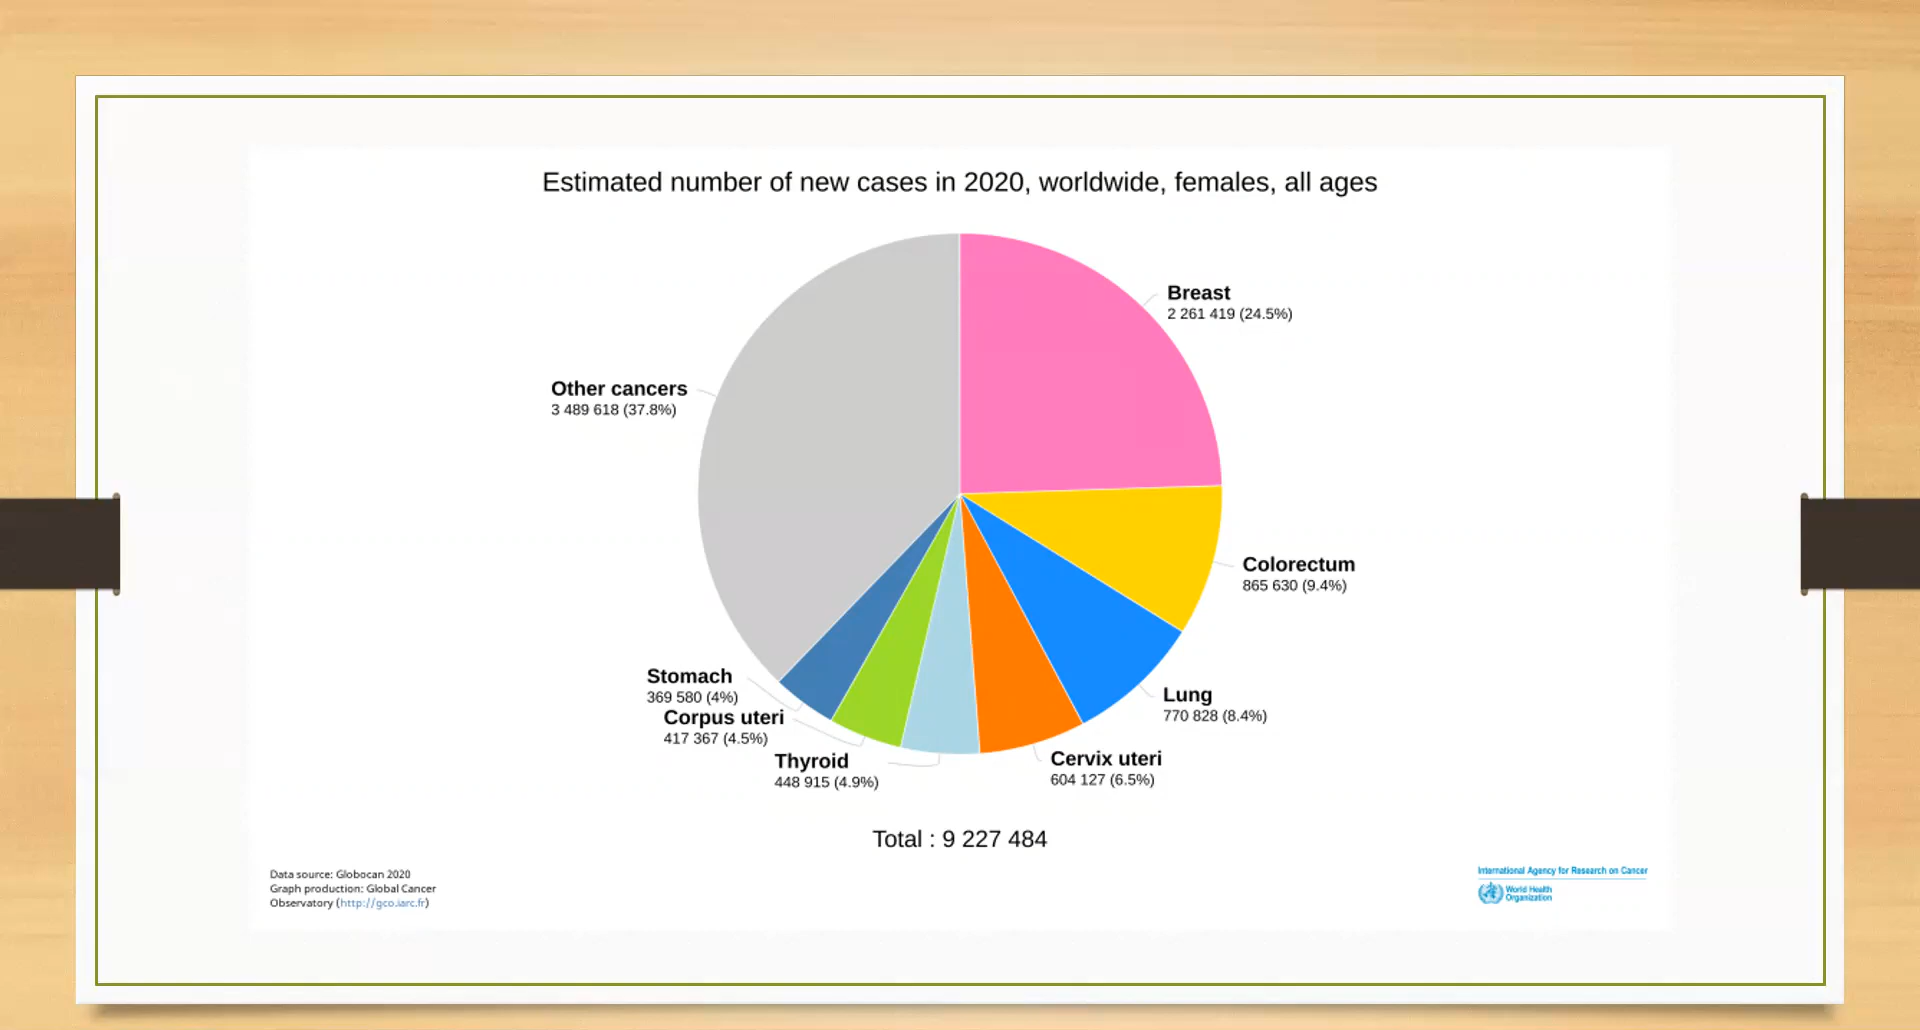 Estimated number of new cases in 2020, worldwide, females, all ages
Breast
2 261 419 (24.5%)
Other cancers
3 489 618 (37.8%)
Colorectum
865 630 (9.4%)
Stomach
369 580 (4%)
Lung
770 828 (8.4%)
Corpus uteri
417 367 (4.5%)
Thyroid
448 915 (4.9%)
Cervix uteri
604 127 (6.5%)
Total : 9 227 484
Data source: Globocan 2020
Graph production: Global Cancer
Observatory (http://gco.iarc.fr)
International Agency for Research on Cancer
World Health
Organization